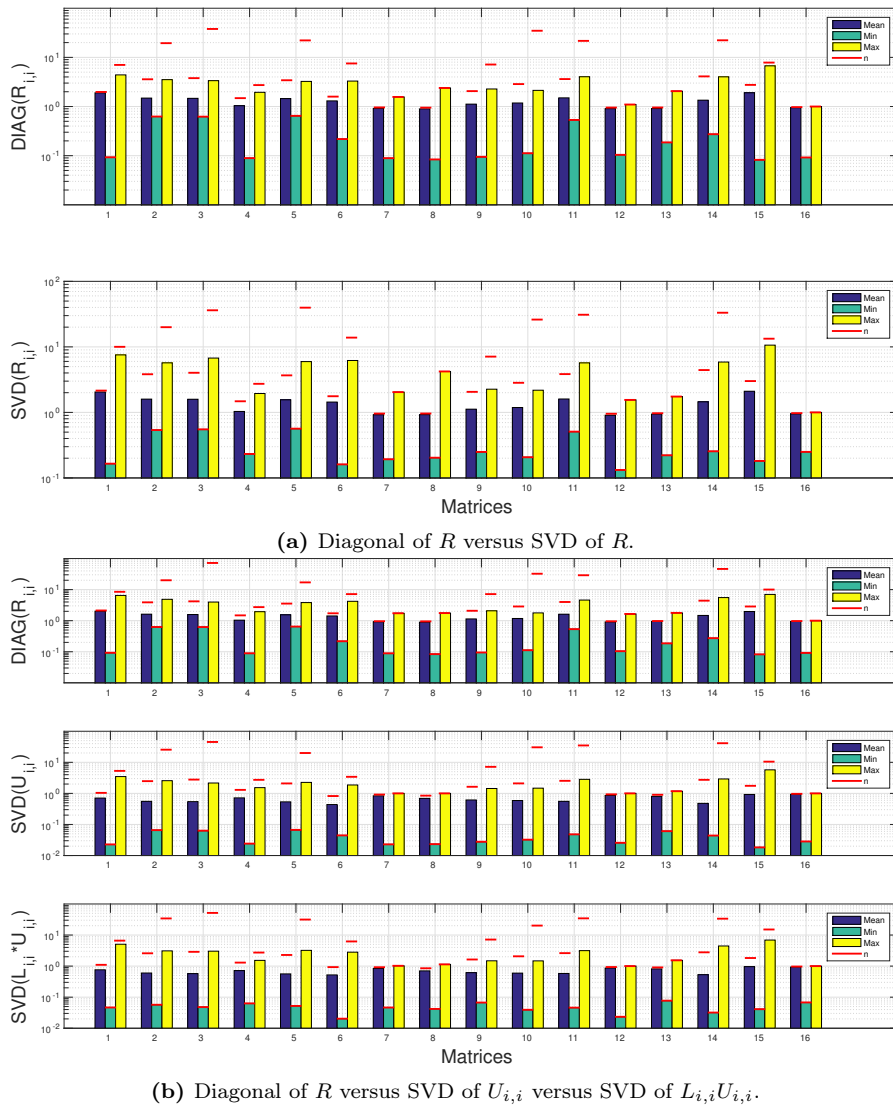 DIAG(R_{i,i})
10^1
10^0
10^{-1}
1 2 3 4 5 6 7 8 9 10 11 12 13 14 15 16
Mean
Min
Max
n
SVD(R_{i,i})
10^2
10^1
10^0
10^{-1}
1 2 3 4 5 6 7 8 9 10 11 12 13 14 15 16
Matrices
Mean
Min
Max
n
(a) Diagonal of R versus SVD of R.
DIAG(R_{i,i})
10^1
10^0
10^{-1}
1 2 3 4 5 6 7 8 9 10 11 12 13 14 15 16
Mean
Min
Max
n
SVD(U_{i,i})
10^1
10^0
10^{-1}
10^{-2}
1 2 3 4 5 6 7 8 9 10 11 12 13 14 15 16
Mean
Min
Max
n
SVD(L_{i,i}*U_{i,i})
10^1
10^0
10^{-1}
10^{-2}
1 2 3 4 5 6 7 8 9 10 11 12 13 14 15 16
Matrices
Mean
Min
Max
n
(b) Diagonal of R versus SVD of U_{i,i} versus SVD of L_{i,i}U_{i,i}.